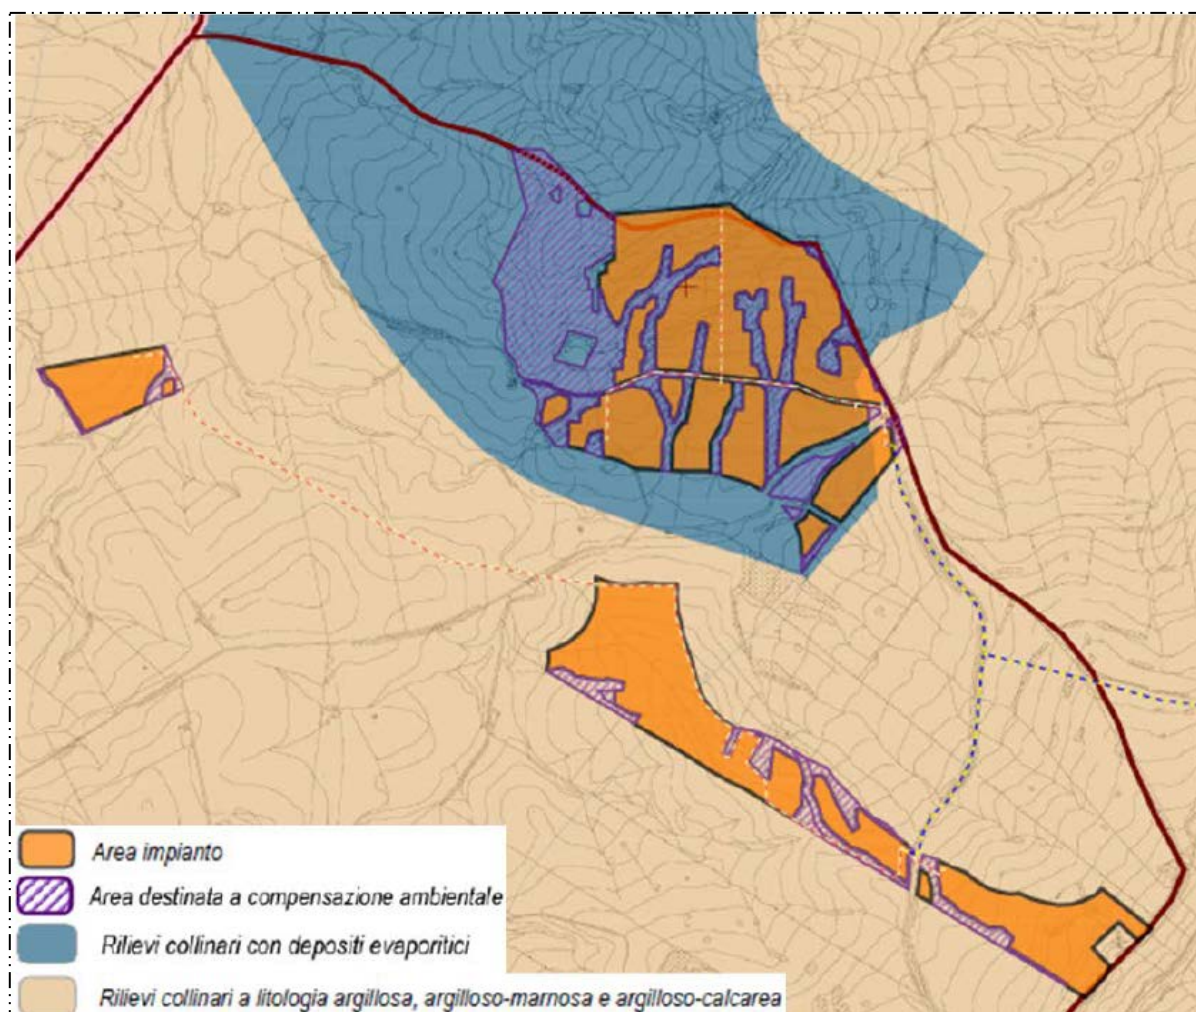 Area impianto
Area destinata a compensazione ambientale
Rilievi collinari con depositi evaporitici
Rilievi collinari a litologia argillosa, argilloso-marnosa e argilloso-calcarea